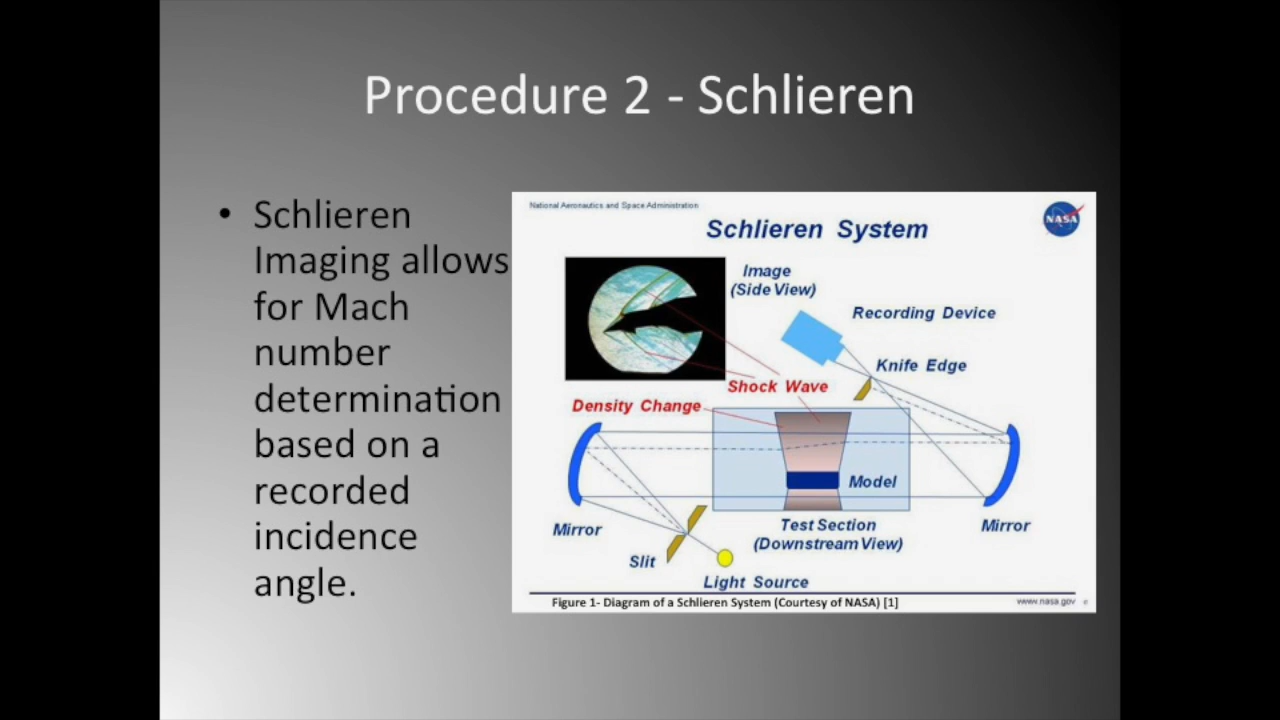 Procedure 2 - Schlieren
• Schlieren
Imaging allows
for Mach
number
determination
based on a
recorded
incidence
angle.
National Aeronautics and Space Administration
NASA
Schlieren System
Image
(Side View)
Recording Device
Knife Edge
Shock Wave
Density Change
Model
Mirror
Test Section
(Downstream View)
Mirror
Slit
Light Source
Figure 1- Diagram of a Schlieren System (Courtesy of NASA) [1]
www.nasa.gov